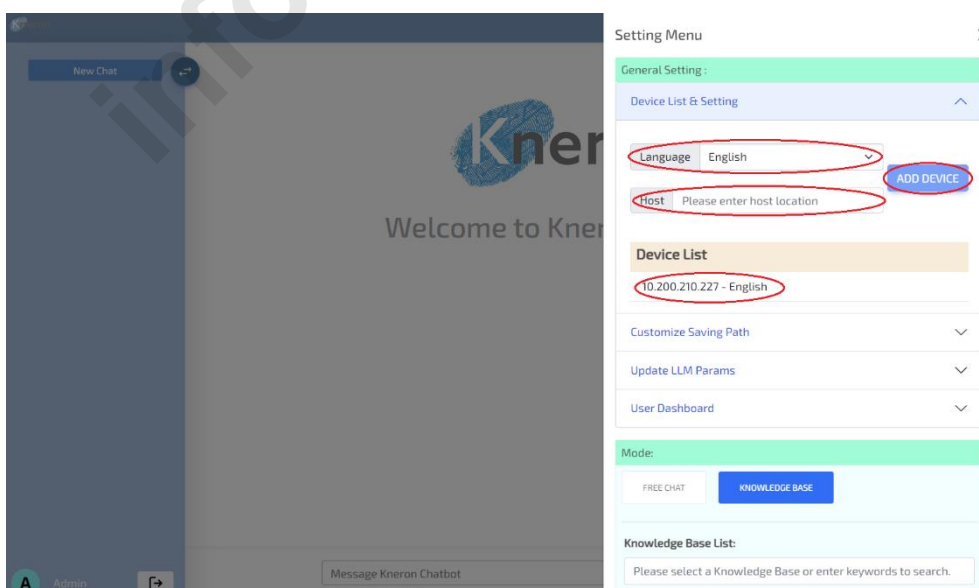 Kneron
New Chat
Kner
Welcome to Kner
Message Kneron Chatbot
A
Admin
Setting Menu
General Setting :
Device List & Setting
Language English
ADD DEVICE
Host Please enter host location
Device List
10.200.210.227 - English
Customize Saving Path
Update LLM Params
User Dashboard
Mode:
FREE CHAT
KNOWLEDGE BASE
Knowledge Base List:
Please select a Knowledge Base or enter keywords to search.
info